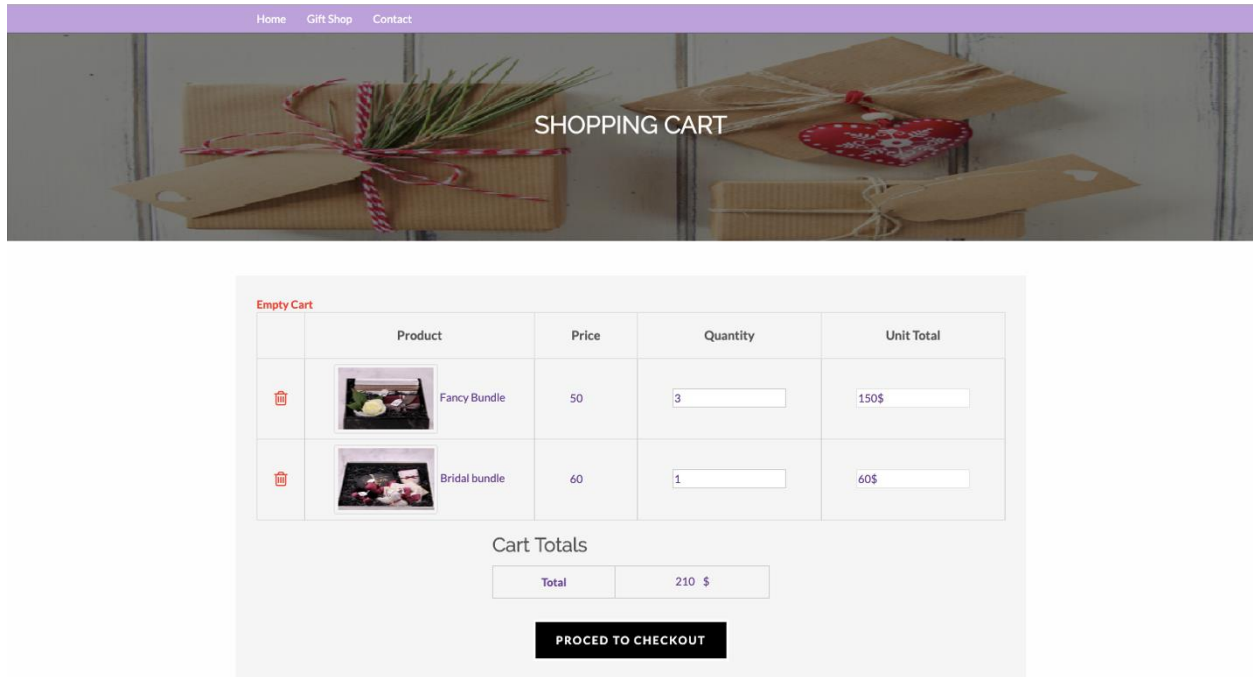 Home Gift Shop Contact
SHOPPING CART
Empty Cart
Product Price Quantity Unit Total
Fancy Bundle 50 3 150$
Bridal bundle 60 1 60$
Cart Totals
Total 210 $
PROCED TO CHECKOUT